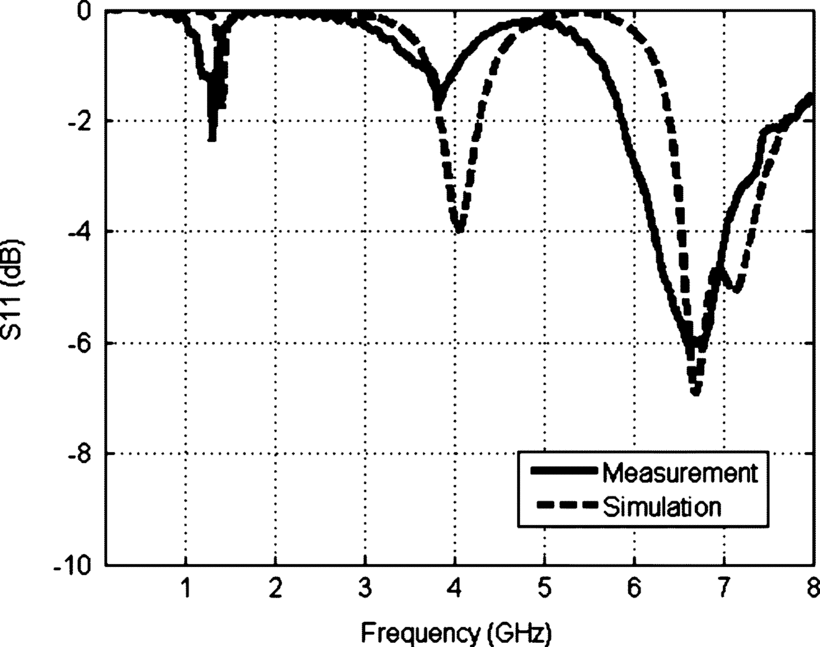 0
-2
-4
-6
-8
-10
S11 (dB)
Measurement
Simulation
1 2 3 4 5 6 7 8
Frequency (GHz)